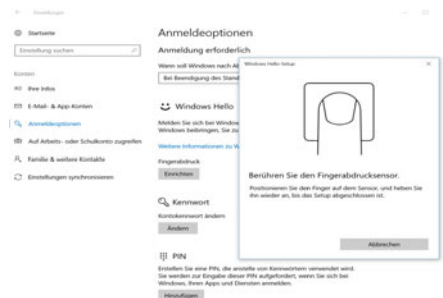 Einstellungen
Startseite
Einstellung suchen
Konten
Ihre Infos
E-Mail- & App-Konten
Anmeldeoptionen
Auf Arbeits- oder Schulkonto zugreifen
Familie & weitere Kontakte
Einstellungen synchronisieren
Anmeldeoptionen
Anmeldung erforderlich
Wann soll Windows nach Al
Bei Beendigung des Stand
Windows Hello
Melden Sie sich bei Window
Windows beibringen, Sie zu
Weitere Informationen zu W
Fingerabdruck
Einrichten
Kennwort
Kontokennwort ändern
Ändern
PIN
Erstellen Sie eine PIN, die anstelle von Kennwörtern verwendet wird.
Sie werden zur Eingabe dieser PIN aufgefordert, wenn Sie sich bei
Windows, Ihren Apps und Diensten anmelden.
Hinzufügen
Windows Hello-Setup
Berühren Sie den Fingerabdrucksensor.
Positionieren Sie den Finger auf dem Sensor, und heben Sie
ihn wieder an, bis das Setup abgeschlossen ist.
Abbrechen